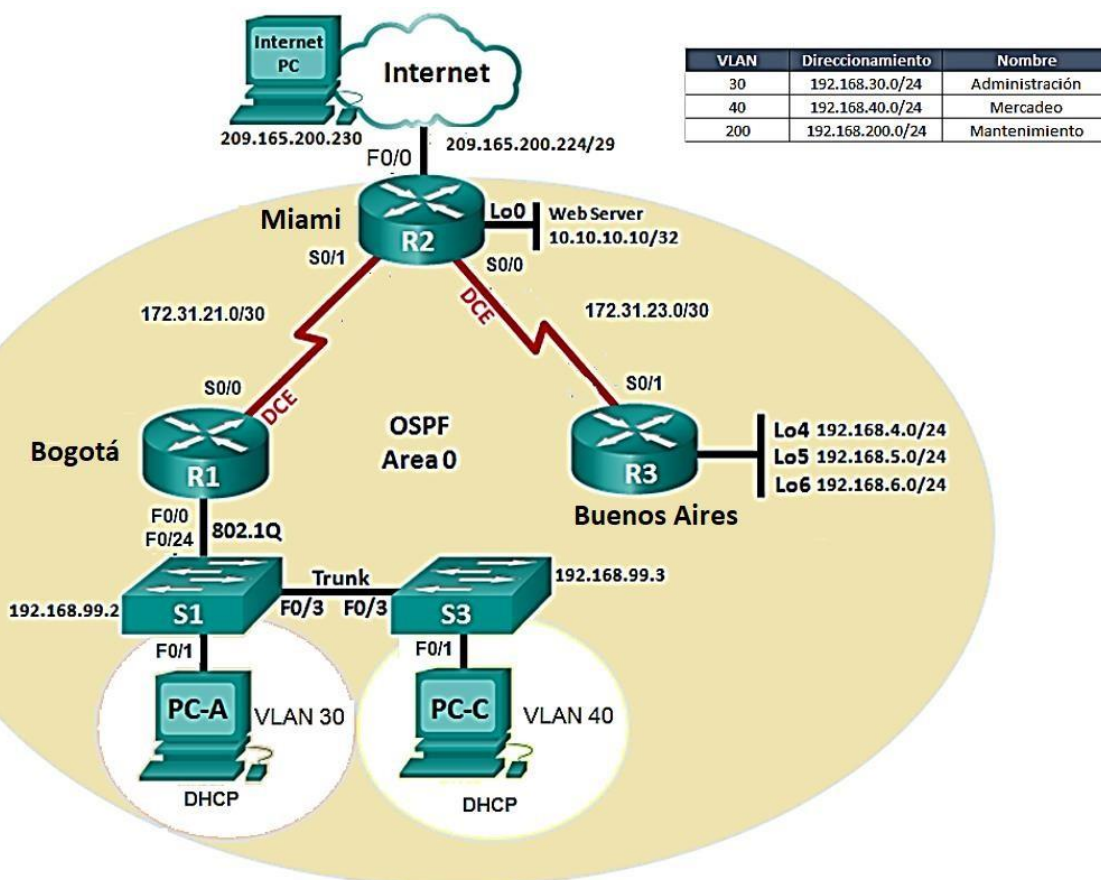 Internet
PC
Internet
209.165.200.230
209.165.200.224/29
F0/0
VLAN Direccionamiento Nombre
30 192.168.30.0/24 Administración
40 192.168.40.0/24 Mercadeo
200 192.168.200.0/24 Mantenimiento
Miami
R2
Lo0
Web Server
10.10.10.10/32
S0/1
S0/0
DCE
172.31.21.0/30
172.31.23.0/30
S0/0
DCE
S0/1
Bogotá
R1
OSPF
Area 0
R3
Buenos Aires
Lo4 192.168.4.0/24
Lo5 192.168.5.0/24
Lo6 192.168.6.0/24
F0/0
F0/24
802.1Q
192.168.99.2
S1
Trunk
F0/3 F0/3
S3
192.168.99.3
F0/1
F0/1
PC-A
VLAN 30
DHCP
PC-C
VLAN 40
DHCP